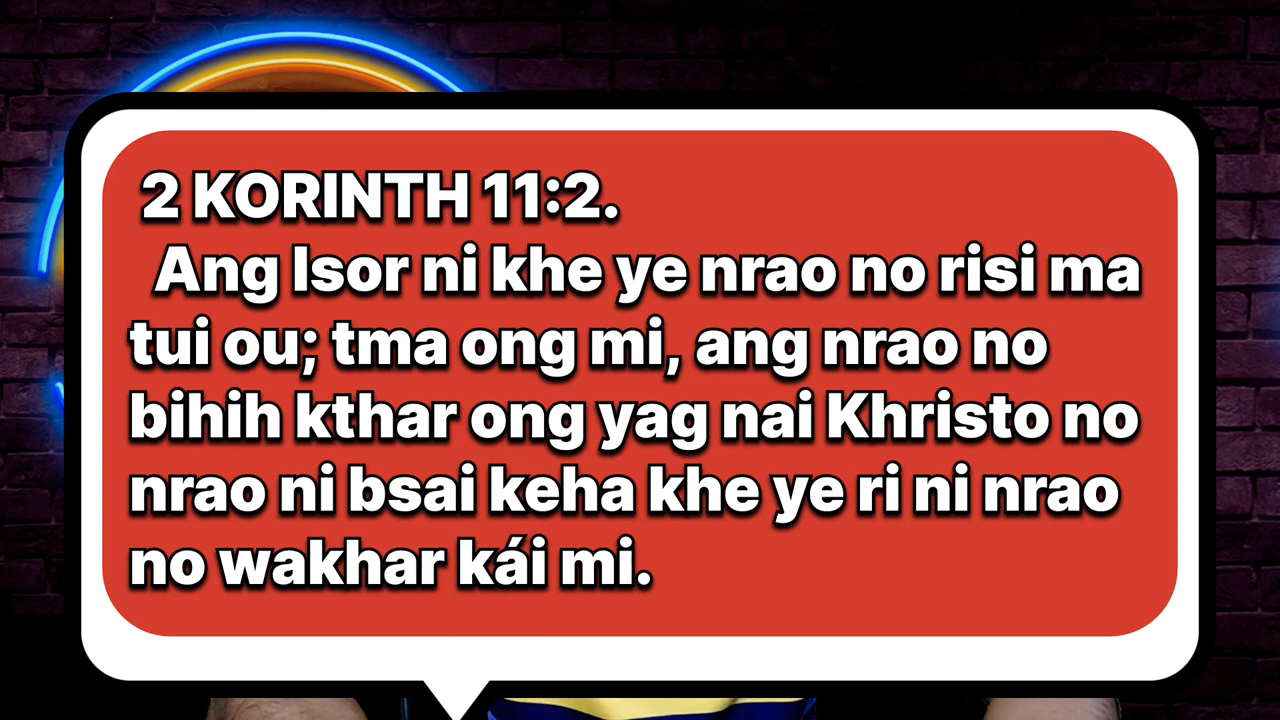 2 KORINTH 11:2.
Ang Isor ni khe ye nrao no risi ma
tui ou; tma ong mi, ang nrao no
bihih kthar ong yag nai Khristo no
nrao ni bsai keha khe ye ri ni nrao
no wakhar kái mi.